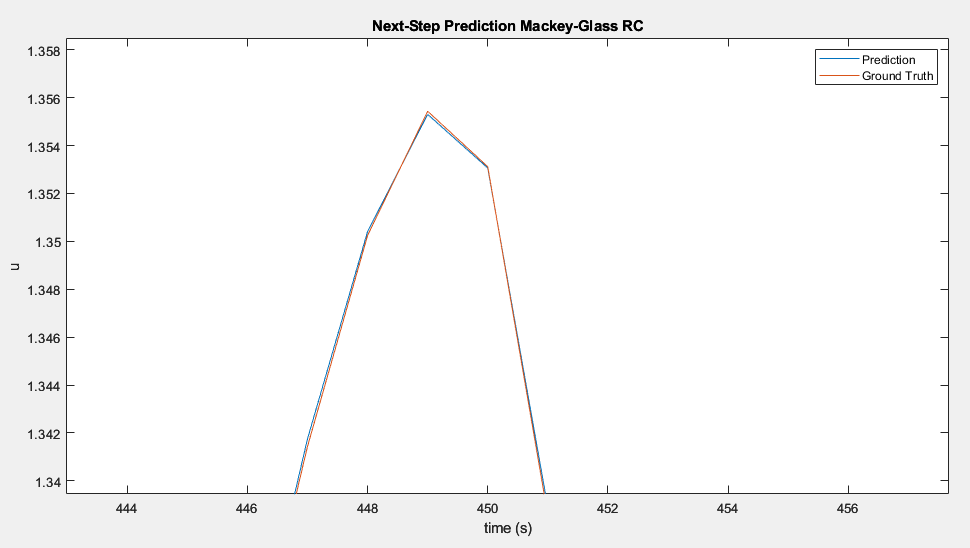 Next-Step Prediction Mackey-Glass RC
Prediction
Ground Truth
1.358
1.356
1.354
1.352
1.35
1.348
1.346
1.344
1.342
1.34
u
444 446 448 450 452 454 456
time (s)